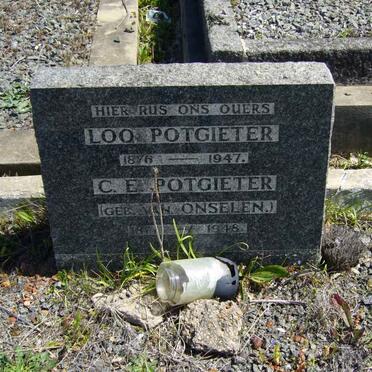 HIER RUS ONS OUERS
LOO POTGIETER
1876 — 1947.
C. E. POTGIETER
(GEB. VAN ONSELEN.)
1948.